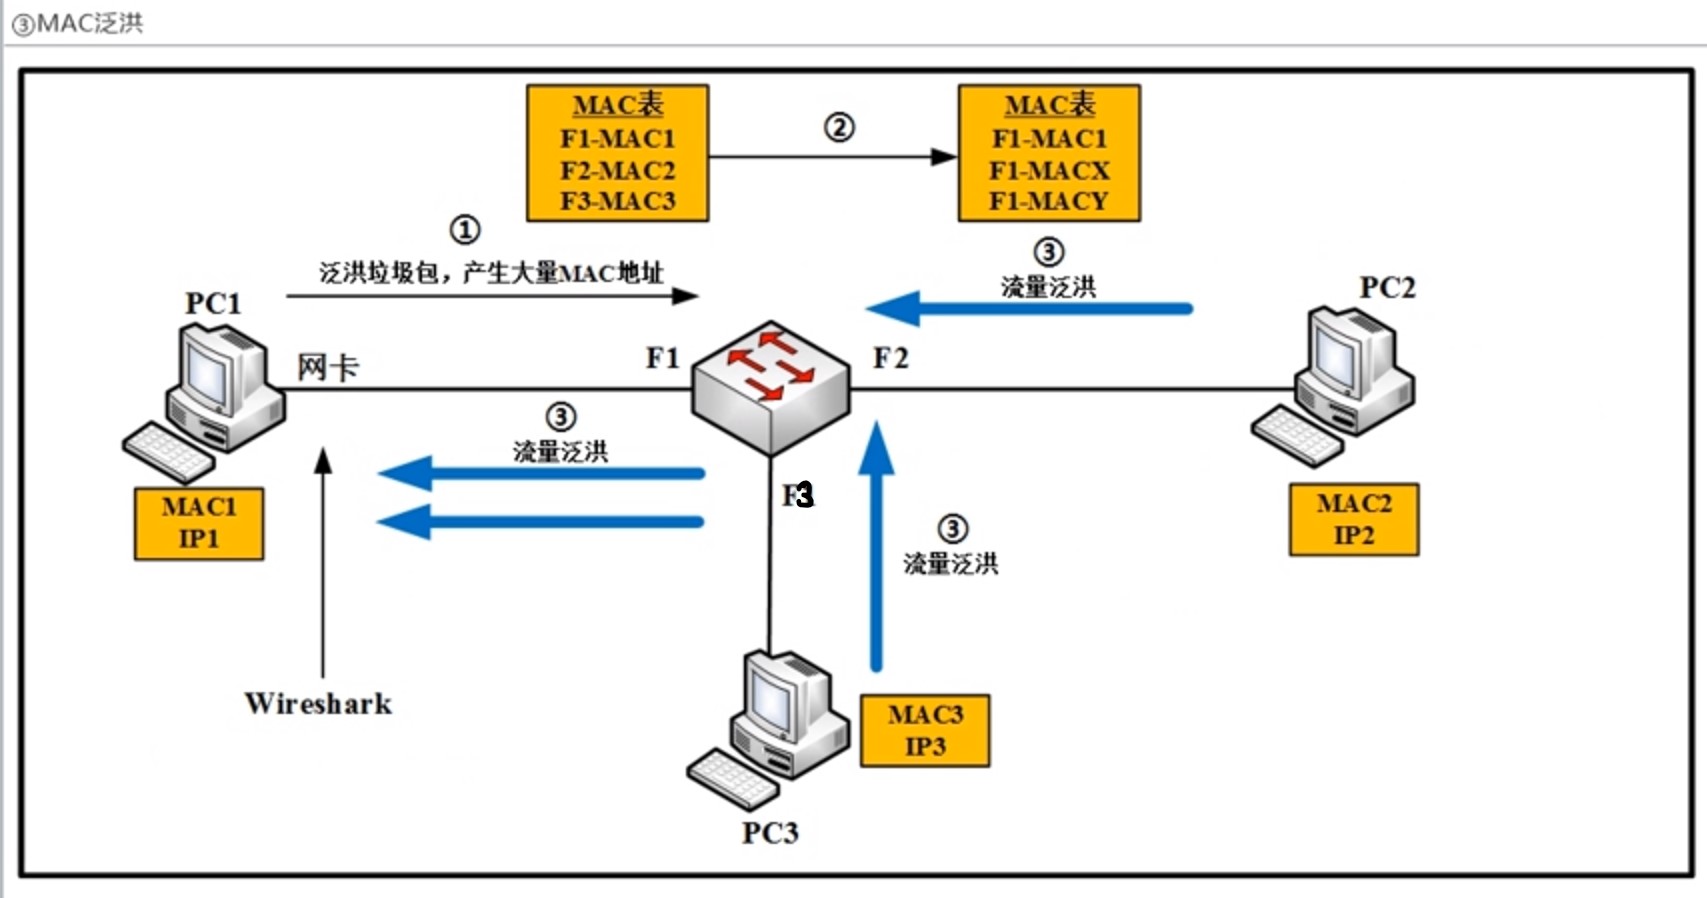 ③MAC泛洪
MAC表
F1-MAC1
F2-MAC2
F3-MAC3
②
MAC表
F1-MAC1
F1-MACX
F1-MACY
①
泛洪垃圾包，产生大量MAC地址
③
流量泛洪
PC1
PC2
网卡
F1
F2
③
流量泛洪
F3
MAC1
IP1
MAC2
IP2
③
流量泛洪
Wireshark
MAC3
IP3
PC3